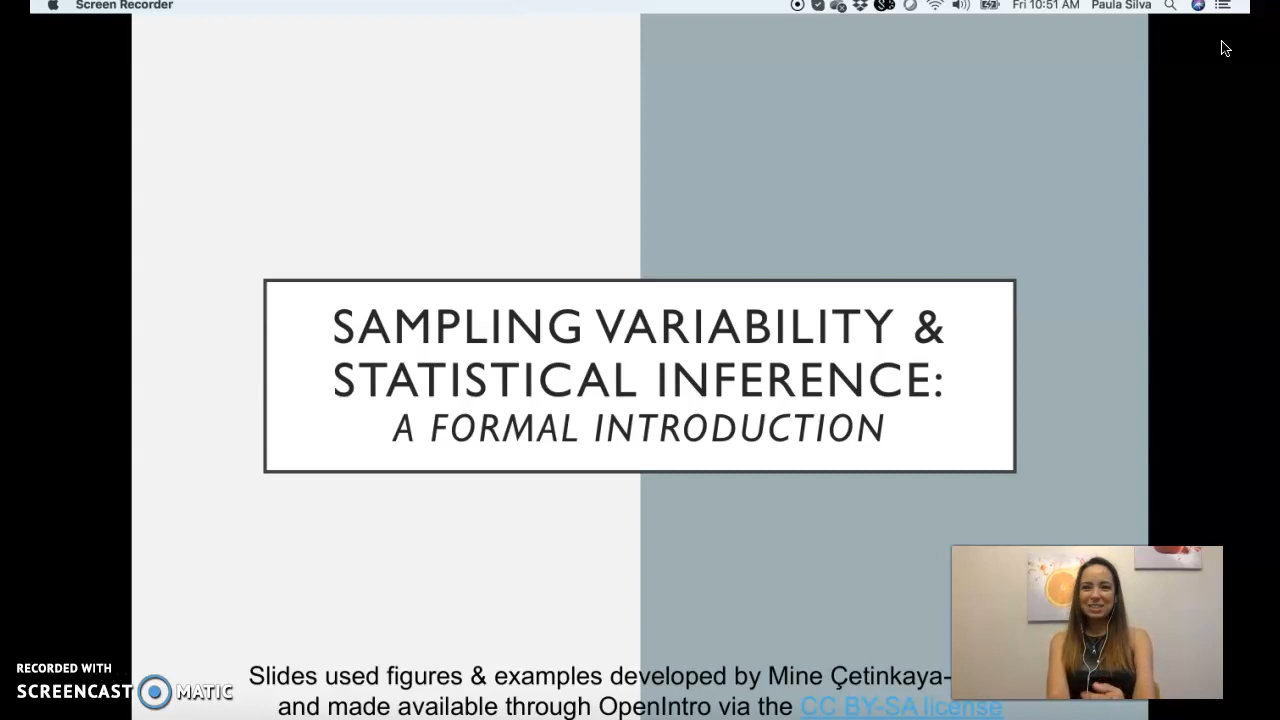 Screen Recorder
Fri 10:51 AM Paula Silva
SAMPLING VARIABILITY &
STATISTICAL INFERENCE:
A FORMAL INTRODUCTION
Slides used figures & examples developed by Mine Çetinkaya-
and made available through OpenIntro via the CC BY-SA license
RECORDED WITH
SCREENCAST MATIC